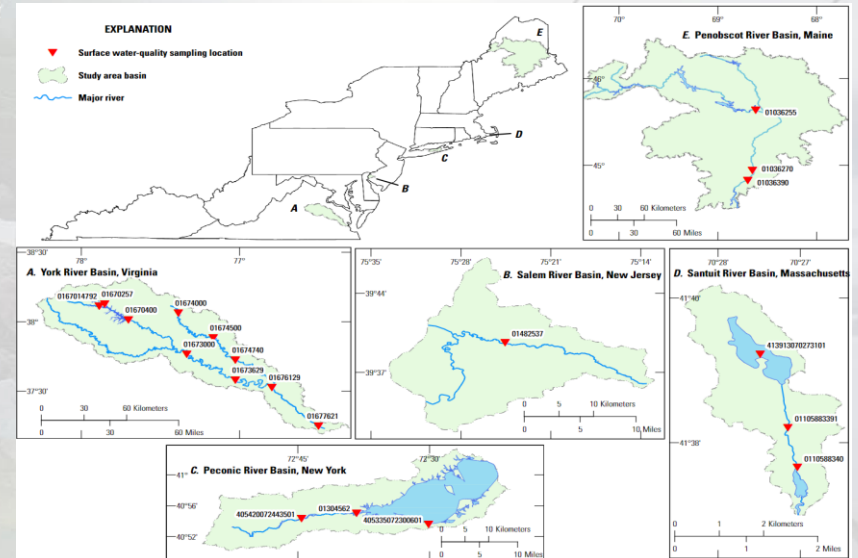 EXPLANATION
Surface water-quality sampling location
Study area basin
Major river
E
D
C
B
A
70°
69°
68°
E. Penobscot River Basin, Maine
46°
45°
01036255
01036270
01036390
0 30 60 Kilometers
0 30 60 Miles
38°30
78°
77°
A. York River Basin, Virginia
0167014792
01670257
01670400
01674000
01674500
01673000
01674740
01673629
01676129
01677621
38°
37°30
0 30 60 Kilometers
0 30 60 Miles
75°35
75°28
75°21
75°14
B. Salem River Basin, New Jersey
39°44
39°37
01482537
0 5 10 Kilometers
0 5 10 Miles
70°28
70°27
D. Santuit River Basin, Massachusetts
41°40
41°38
413913070273101
01105883391
0110588340
0 1 2 Kilometers
0 1 2 Miles
72°45
72°30
C. Peconic River Basin, New York
41°
40°56
40°52
405420072443501
01304562
405335072300601
0 5 10 Kilometers
0 5 10 Miles